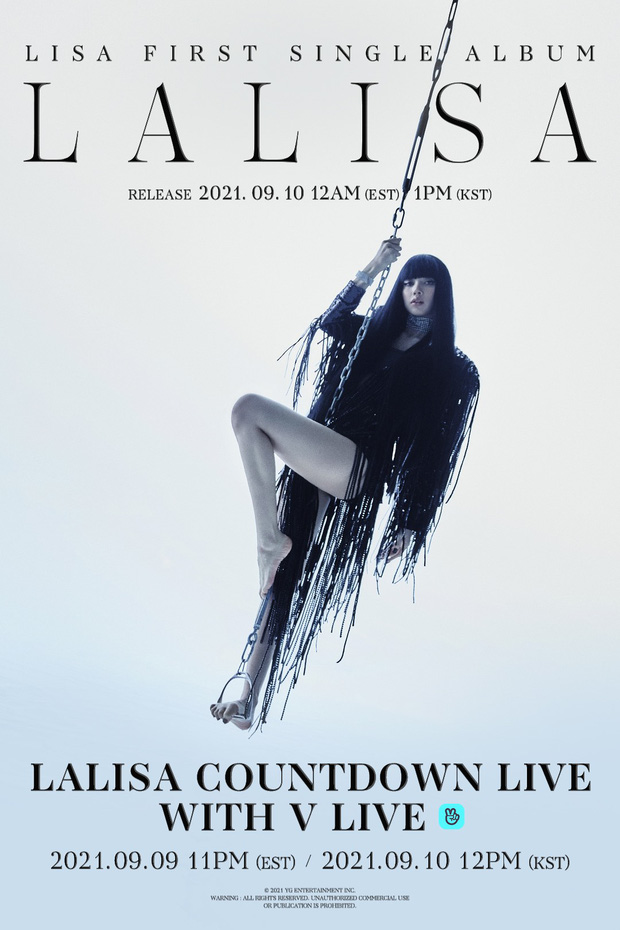 LISA FIRST SINGLE ALBUM
LALISA
RELEASE 2021. 09. 10 12AM (EST) / 1PM (KST)
LALISA COUNTDOWN LIVE
WITH V LIVE
2021.09.09 11PM (EST) / 2021.09.10 12PM (KST)
© 2021 YG ENTERTAINMENT INC.
WARNING : ALL RIGHTS RESERVED. UNAUTHORIZED COMMERCIAL USE
OR PUBLICATION IS PROHIBITED.